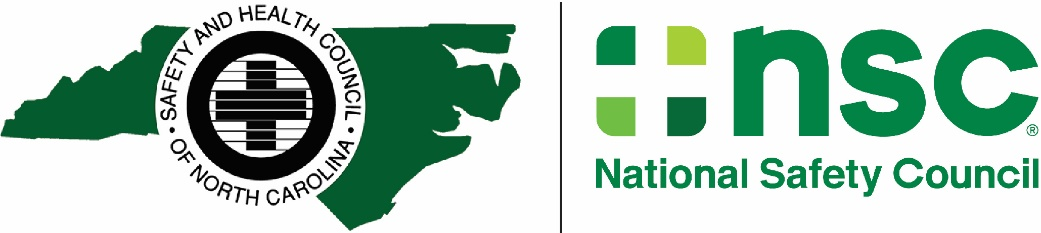 • SAFETY AND HEALTH COUNCIL •
OF NORTH CAROLINA
nsc®
National Safety Council